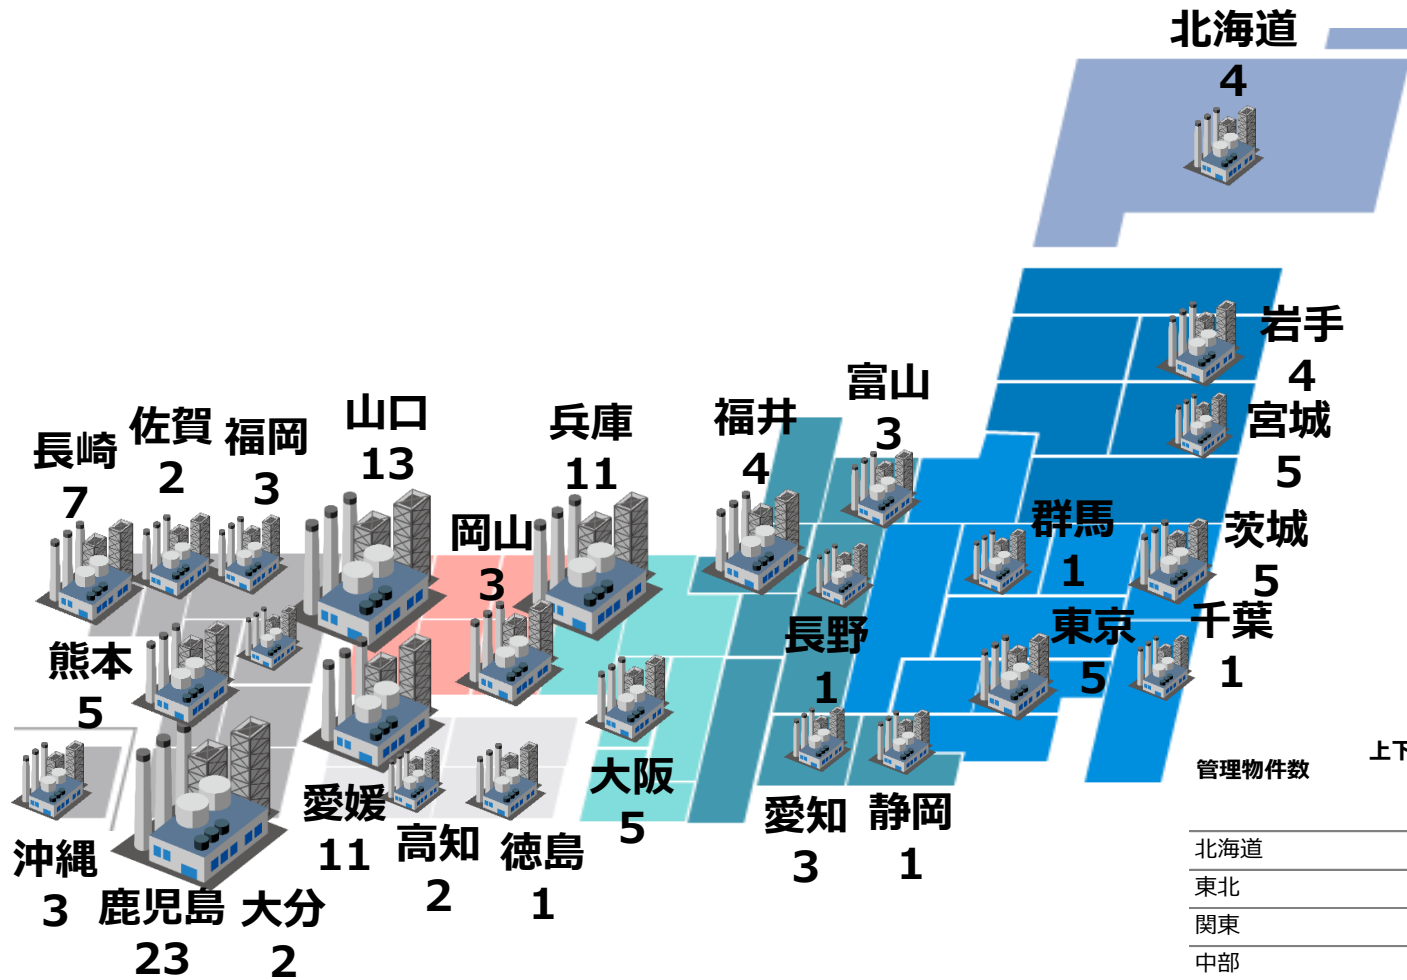 北海道
4
岩手
4
宮城
5
富山
3
福井
4
兵庫
11
山口
13
福岡
3
佐賀
2
長崎
7
岡山
3
群馬
1
茨城
5
千葉
1
東京
5
長野
1
熊本
5
大阪
5
愛知
3
静岡
1
愛媛
11
高知
2
徳島
1
沖縄
3
鹿児島
23
大分
2
上下
管理物件数
北海道
東北
関東
中部